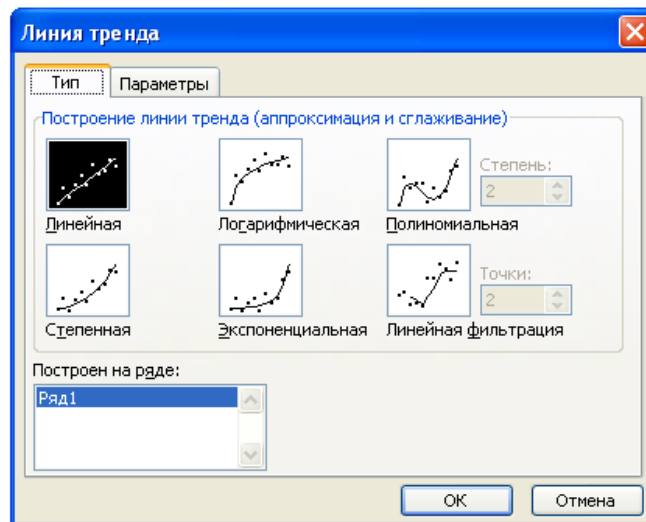 Линия тренда
Тип Параметры
Построение линии тренда (аппроксимация и сглаживание)
Линейная Логарифмическая Полиномиальная
Степень:
2
Степенная Экспоненциальная Линейная фильтрация
Точки:
2
Построен на ряде:
Ряд1
ОК Отмена